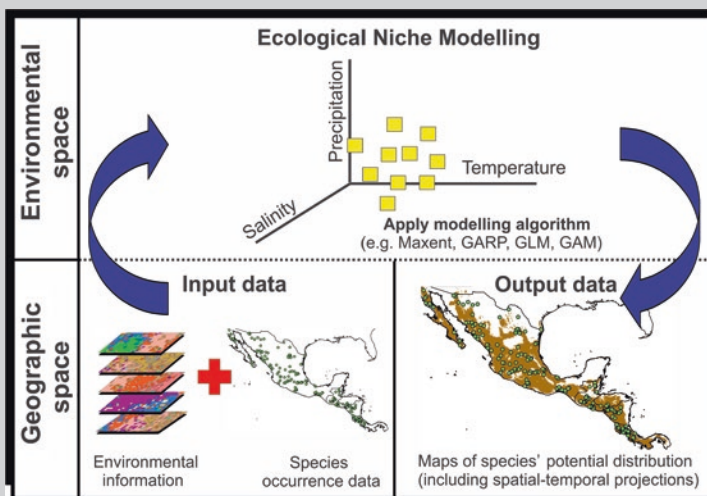 Ecological Niche Modelling
Environmental
space
Precipitation
Temperature
Salinity
Apply modelling algorithm
(e.g. Maxent, GARP, GLM, GAM)
Geographic
space
Input data
Environmental
information
Species
occurrence data
Output data
Maps of species' potential distribution
(including spatial-temporal projections)